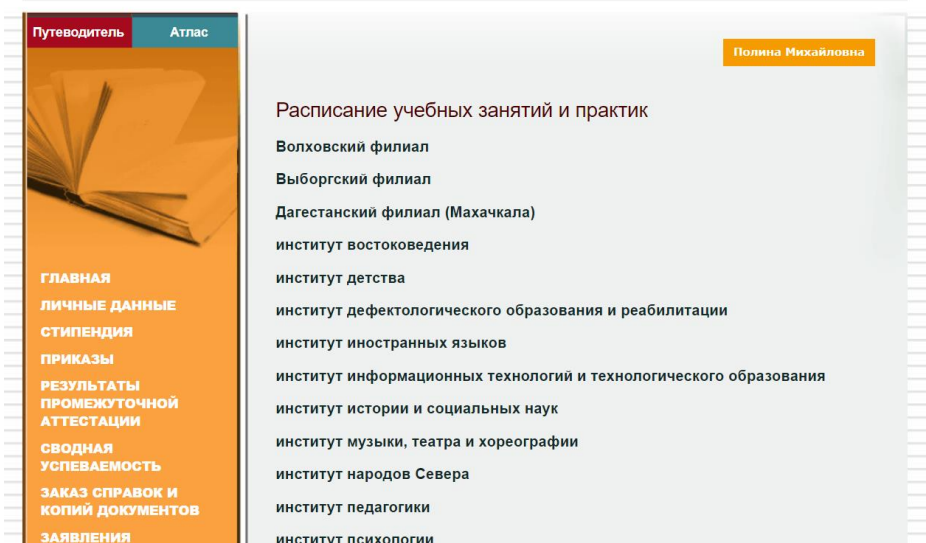 Путеводитель Атлас
Полина Михайловна
Расписание учебных занятий и практик
Волховский филиал
Выборгский филиал
Дагестанский филиал (Махачкала)
институт востоковедения
институт детства
институт дефектологического образования и реабилитации
институт иностранных языков
институт информационных технологий и технологического образования
институт истории и социальных наук
институт музыки, театра и хореографии
институт народов Севера
институт педагогики
институт психологии
ГЛАВНАЯ
ЛИЧНЫЕ ДАННЫЕ
СТИПЕНДИЯ
ПРИКАЗЫ
РЕЗУЛЬТАТЫ
ПРОМЕЖУТОЧНОЙ
АТТЕСТАЦИИ
СВОДНАЯ
УСПЕВАЕМОСТЬ
ЗАКАЗ СПРАВОК И
КОПИЙ ДОКУМЕНТОВ
ЗАЯВЛЕНИЯ